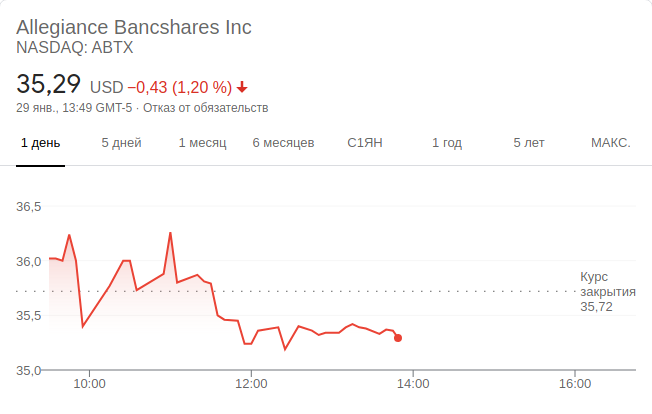 Allegiance Bancshares Inc
NASDAQ: ABTX
35,29 USD −0,43 (1,20 %)
29 янв., 13:49 GMT-5 · Отказ от обязательств
1 день 5 дней 1 месяц 6 месяцев С1ЯН 1 год 5 лет МАКС.
36,5
36,0
Курс
закрытия
35,72
35,5
35,0
10:00 12:00 14:00 16:00